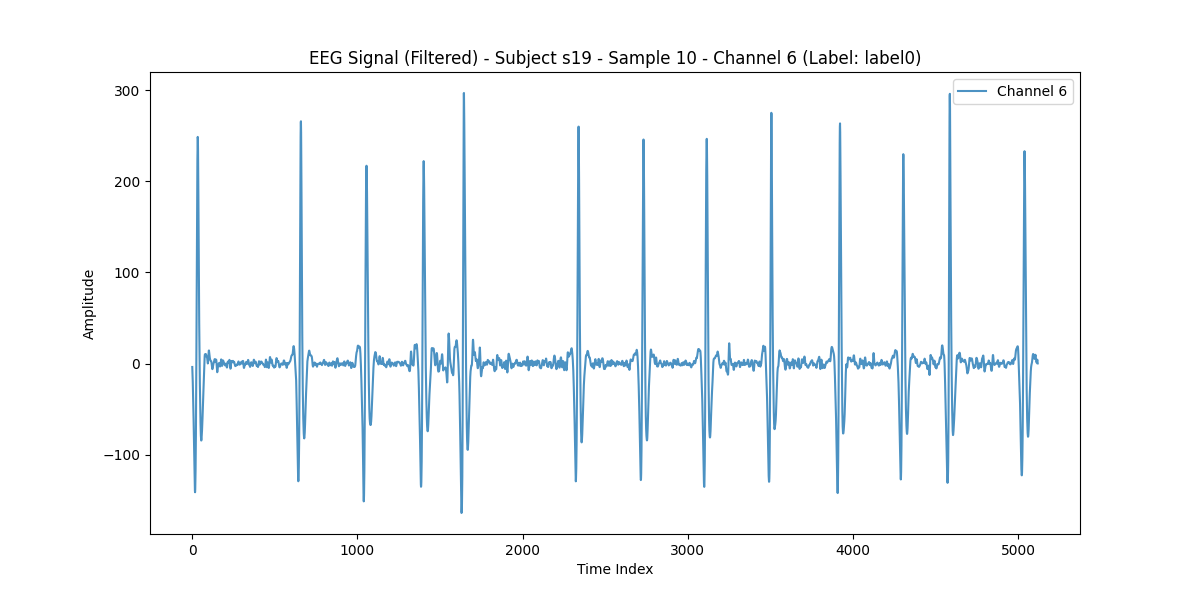 EEG Signal (Filtered) - Subject s19 - Sample 10 - Channel 6 (Label: label0)
Channel 6
300
200
100
0
−100
Amplitude
0 1000 2000 3000 4000 5000
Time Index